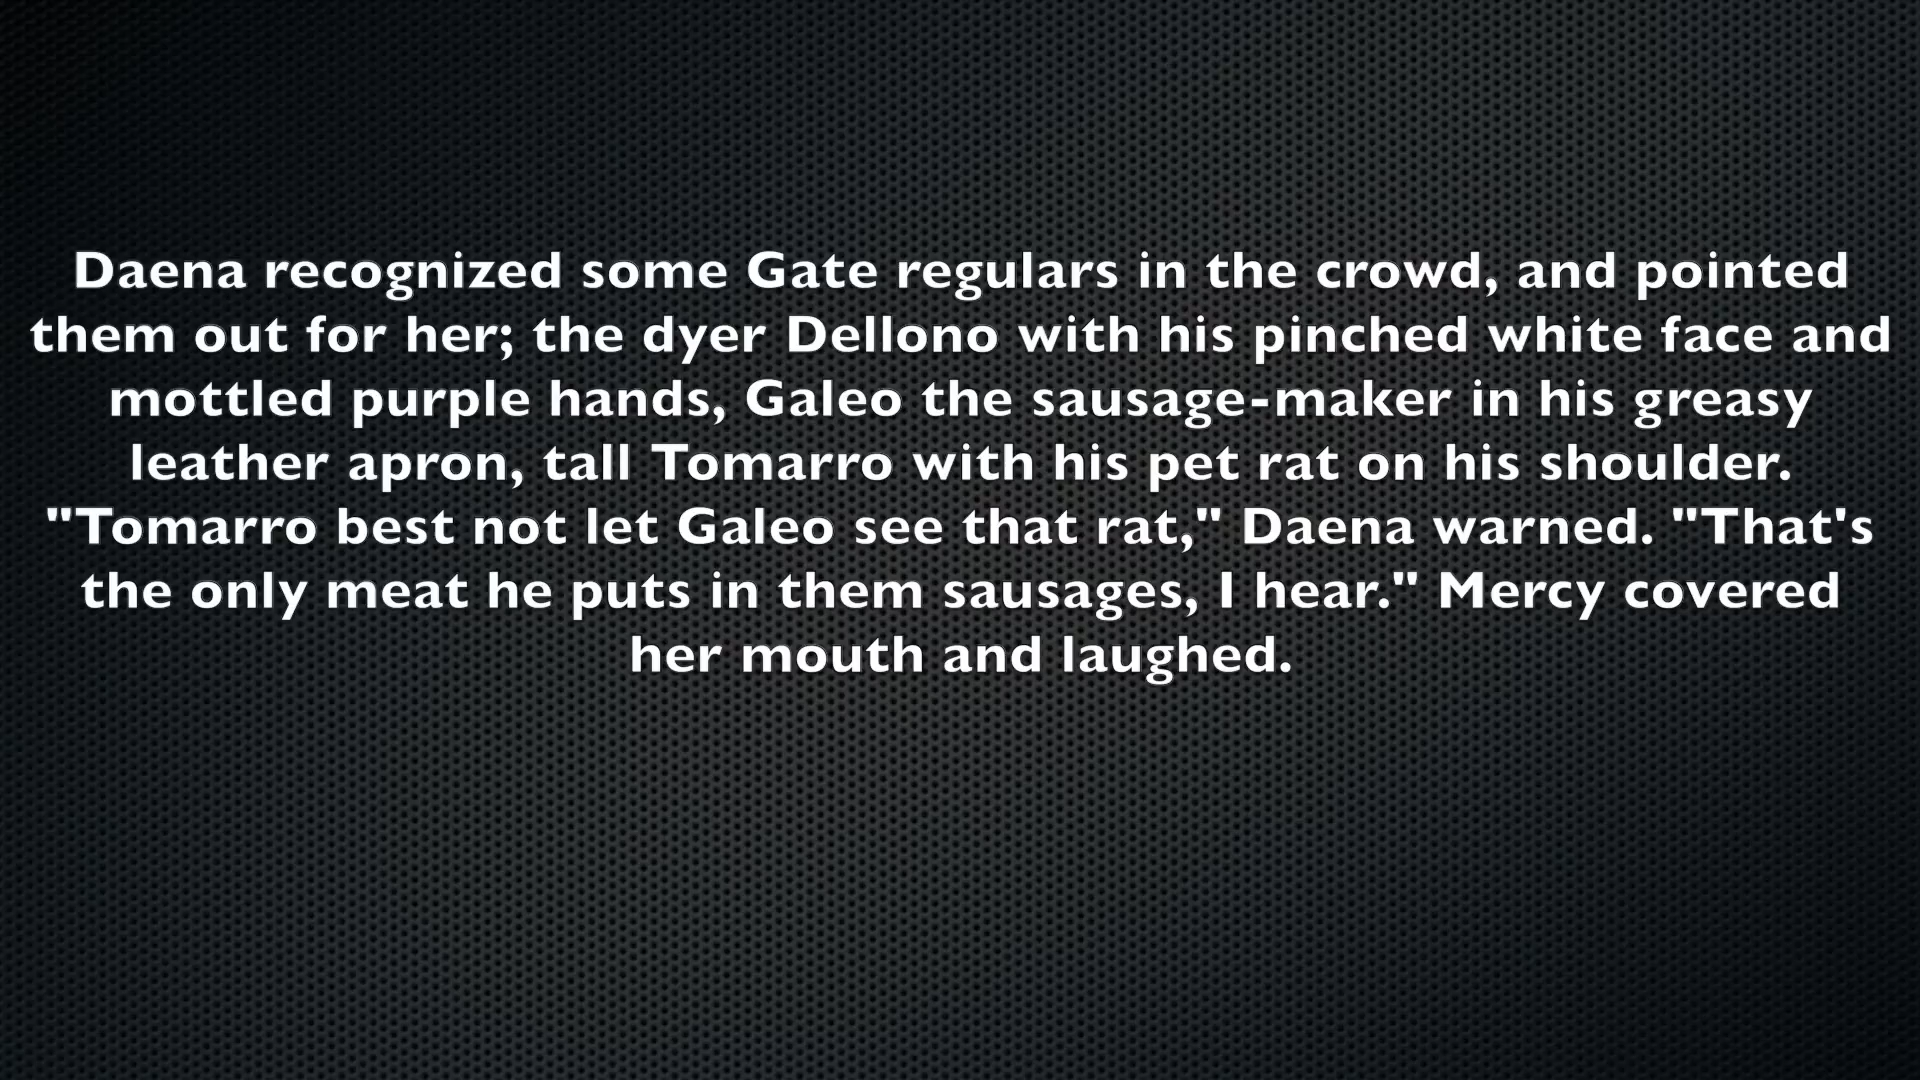 Daena recognized some Gate regulars in the crowd, and pointed
them out for her; the dyer Dellono with his pinched white face and
mottled purple hands, Galeo the sausage-maker in his greasy
leather apron, tall Tomarro with his pet rat on his shoulder.
"Tomarro best not let Galeo see that rat," Daena warned. "That's
the only meat he puts in them sausages, I hear." Mercy covered
her mouth and laughed.